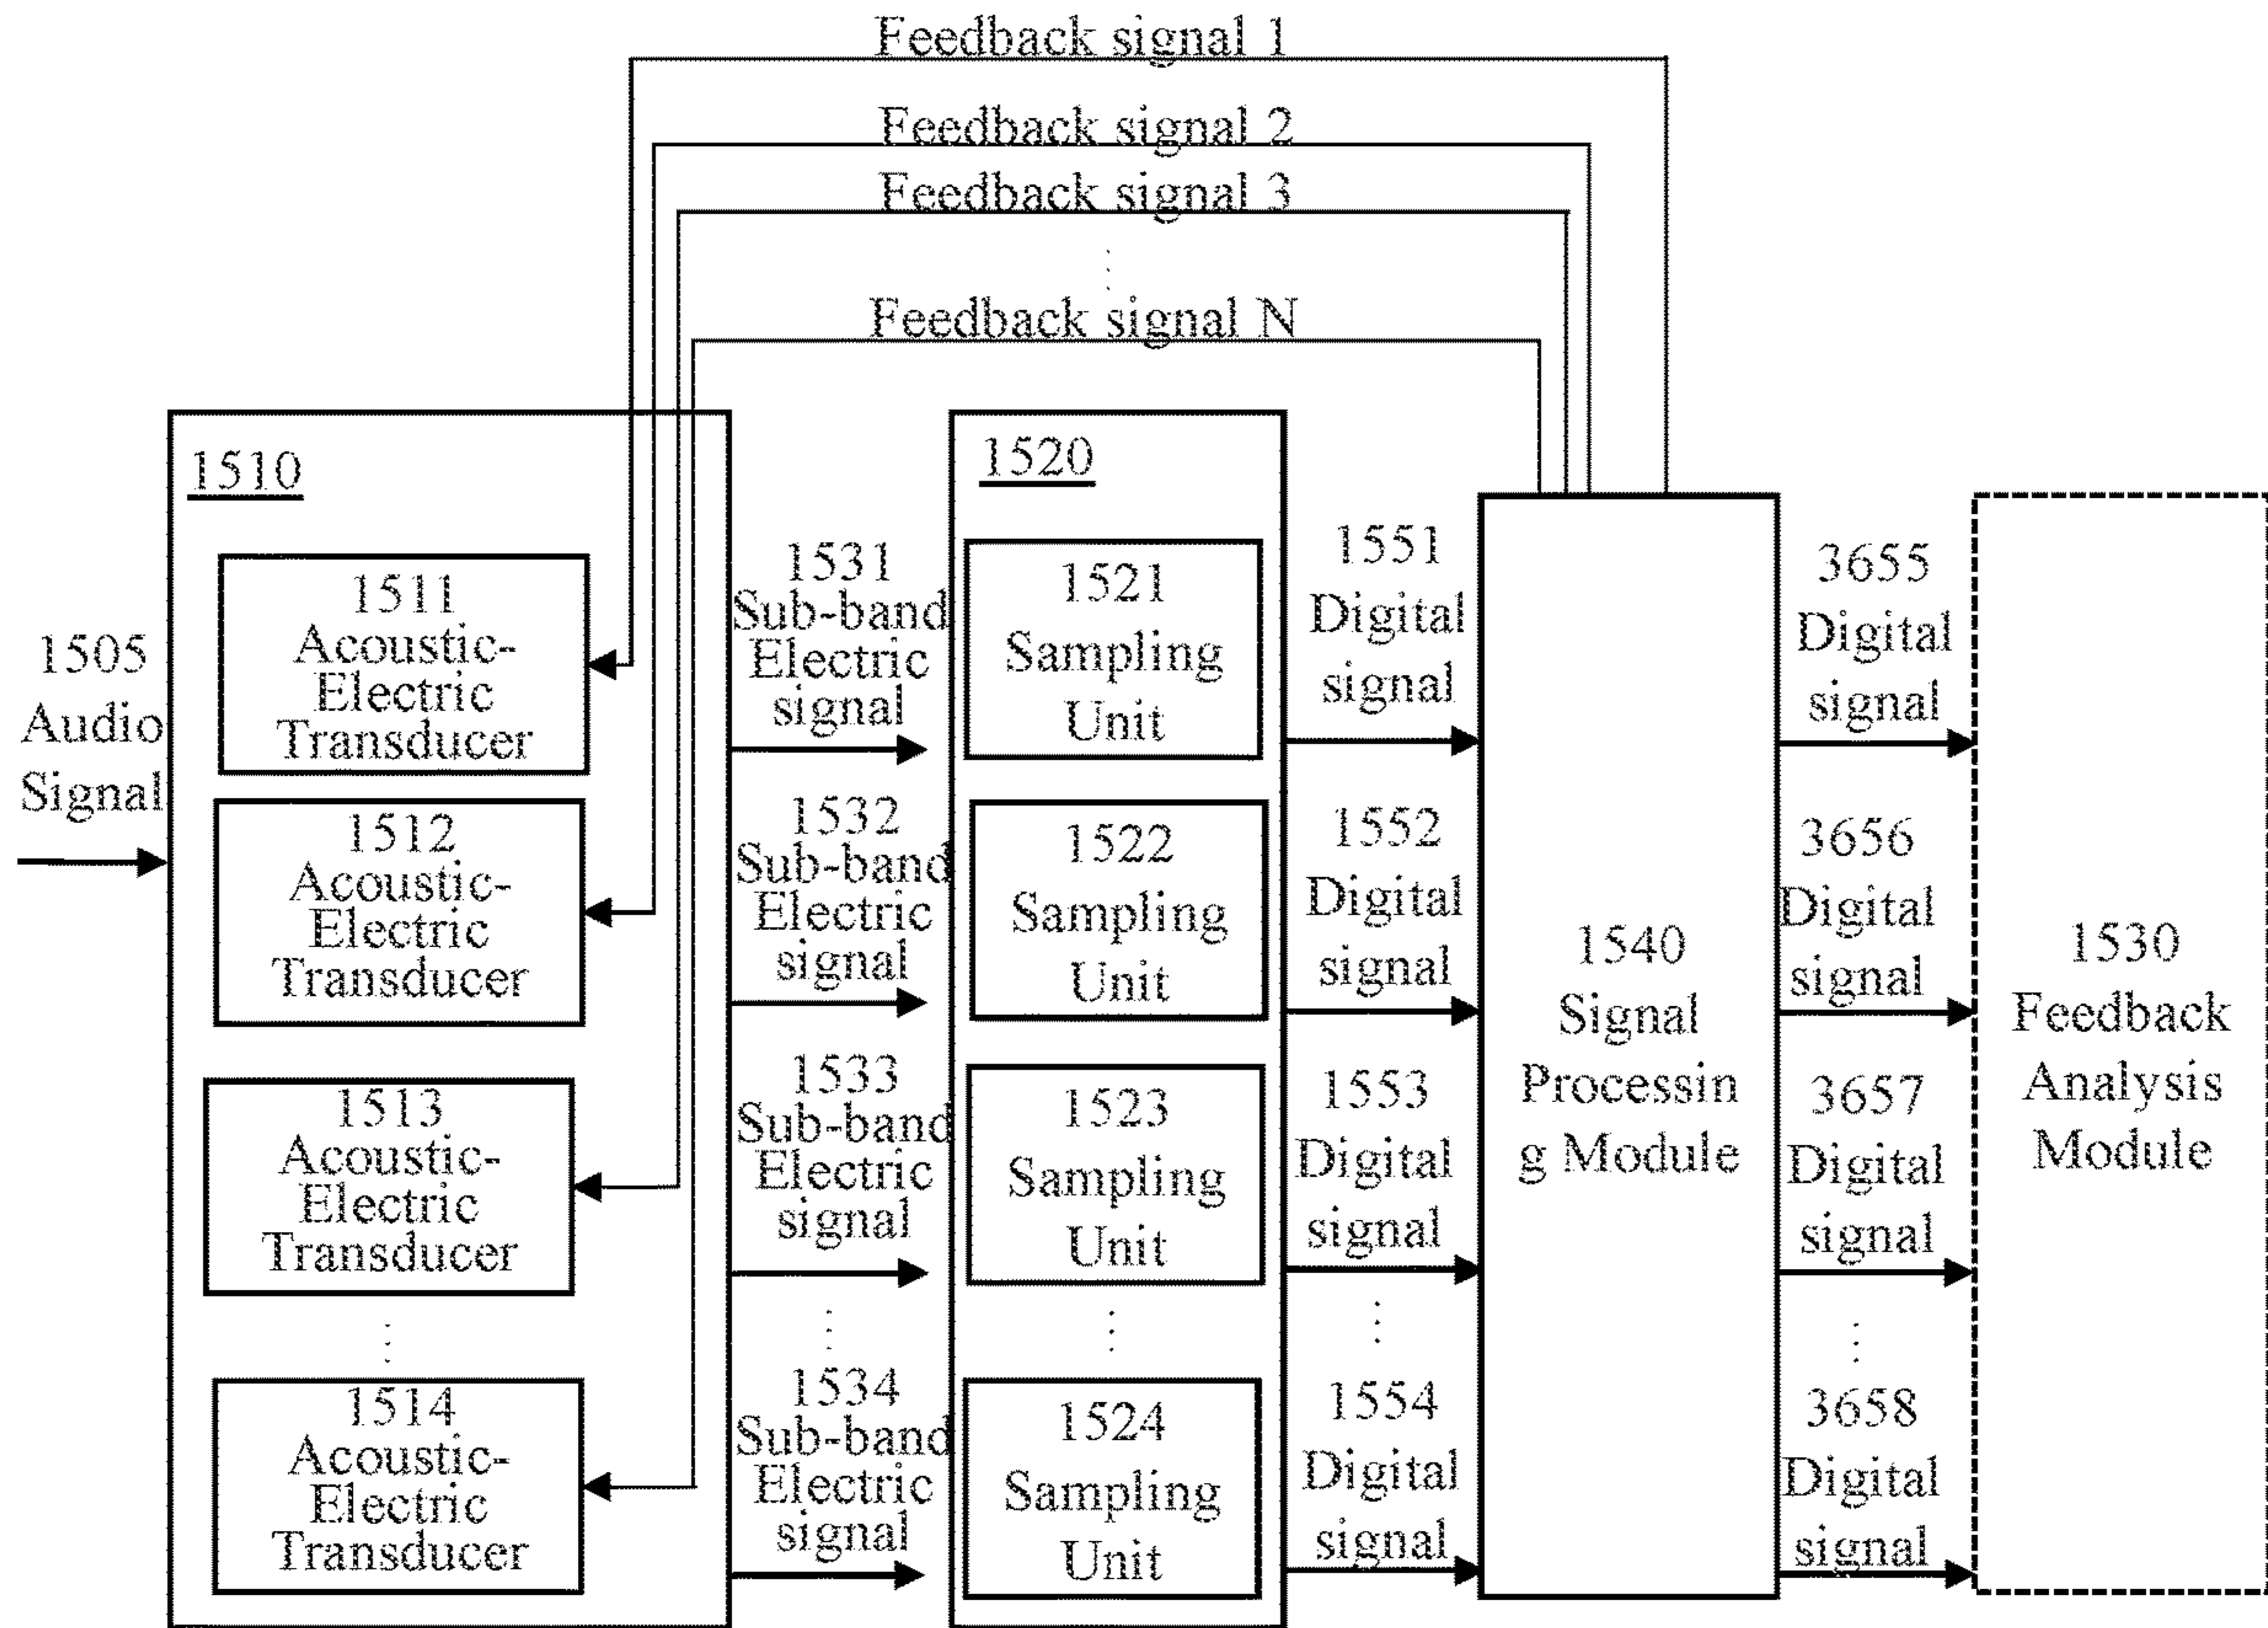 Feedback signal 1
Feedback signal 2
Feedback signal 3
Feedback signal N
1505
Audio
Signal
1510
1511
Acoustic-
Electric
Transducer
1512
Acoustic-
Electric
Transducer
1513
Acoustic-
Electric
Transducer
1514
Acoustic-
Electric
Transducer
1531
Sub-band
Electric
signal
1532
Sub-band
Electric
signal
1533
Sub-band
Electric
signal
1534
Sub-band
Electric
signal
1520
1521
Sampling
Unit
1522
Sampling
Unit
1523
Sampling
Unit
1524
Sampling
Unit
1551
Digital
signal
1552
Digital
signal
1553
Digital
signal
1554
Digital
signal
1540
Signal
Processin
g Module
3655
Digital
signal
3656
Digital
signal
3657
Digital
signal
3658
Digital
signal
1530
Feedback
Analysis
Module